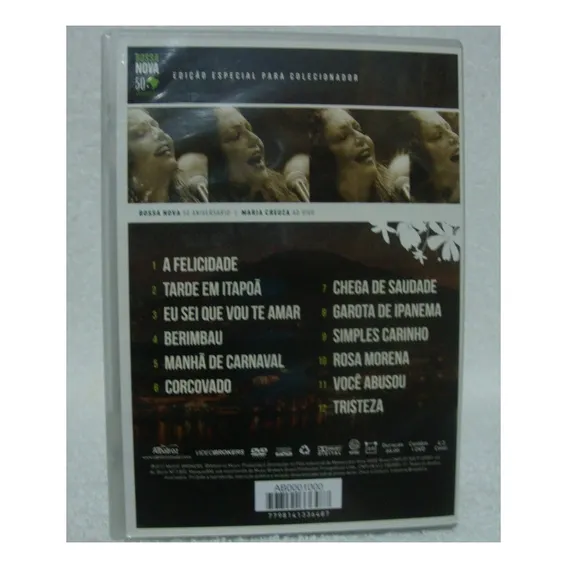 BOSSA
NOVA
50
EDIÇÃO ESPECIAL PARA COLECIONADOR
BOSSA NOVA 50 ANIVERSÁRIO | MARIA CREUZA AO VIVO
1 A FELICIDADE
2 TARDE EM ITAPOÃ
3 EU SEI QUE VOU TE AMAR
4 BERIMBAU
5 MANHÃ DE CARNAVAL
6 CORCOVADO
7 CHEGA DE SAUDADE
8 GAROTA DE IPANEMA
9 SIMPLES CARINHO
10 ROSA MORENA
11 VOCÊ ABUSOU
12 TRISTEZA
Albatroz
VIDEOBROKERS
DVD
AB0001000
7798141336487